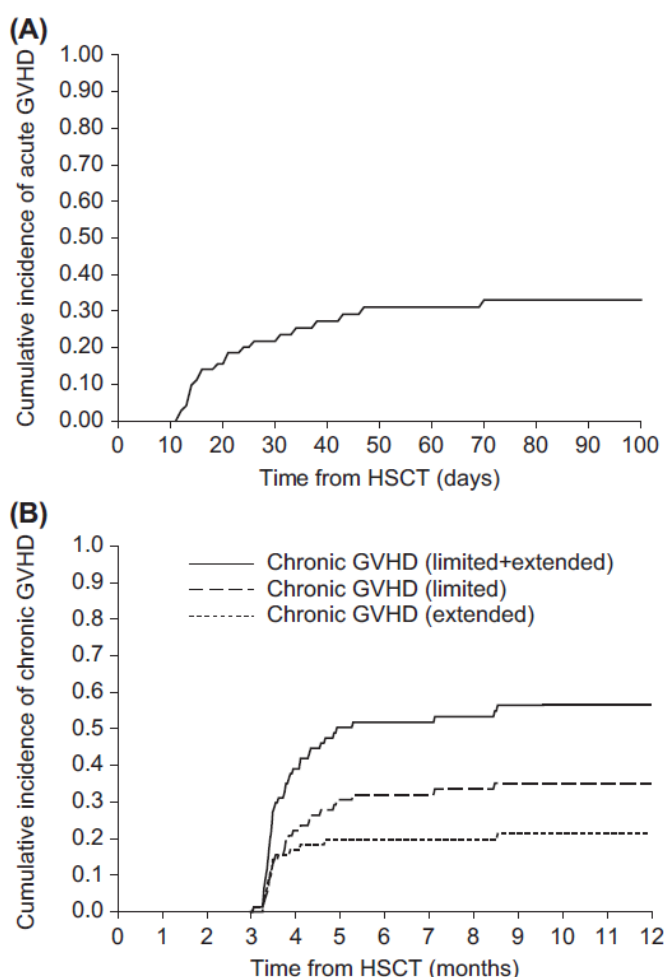 (A)
Cumulative incidence of acute GVHD
1.00
0.90
0.80
0.70
0.60
0.50
0.40
0.30
0.20
0.10
0.00
0 10 20 30 40 50 60 70 80 90 100
Time from HSCT (days)
(B)
Cumulative incidence of chronic GVHD
1.0
0.9
0.8
0.7
0.6
0.5
0.4
0.3
0.2
0.1
0.0
Chronic GVHD (limited+extended)
Chronic GVHD (limited)
Chronic GVHD (extended)
0 1 2 3 4 5 6 7 8 9 10 11 12
Time from HSCT (months)